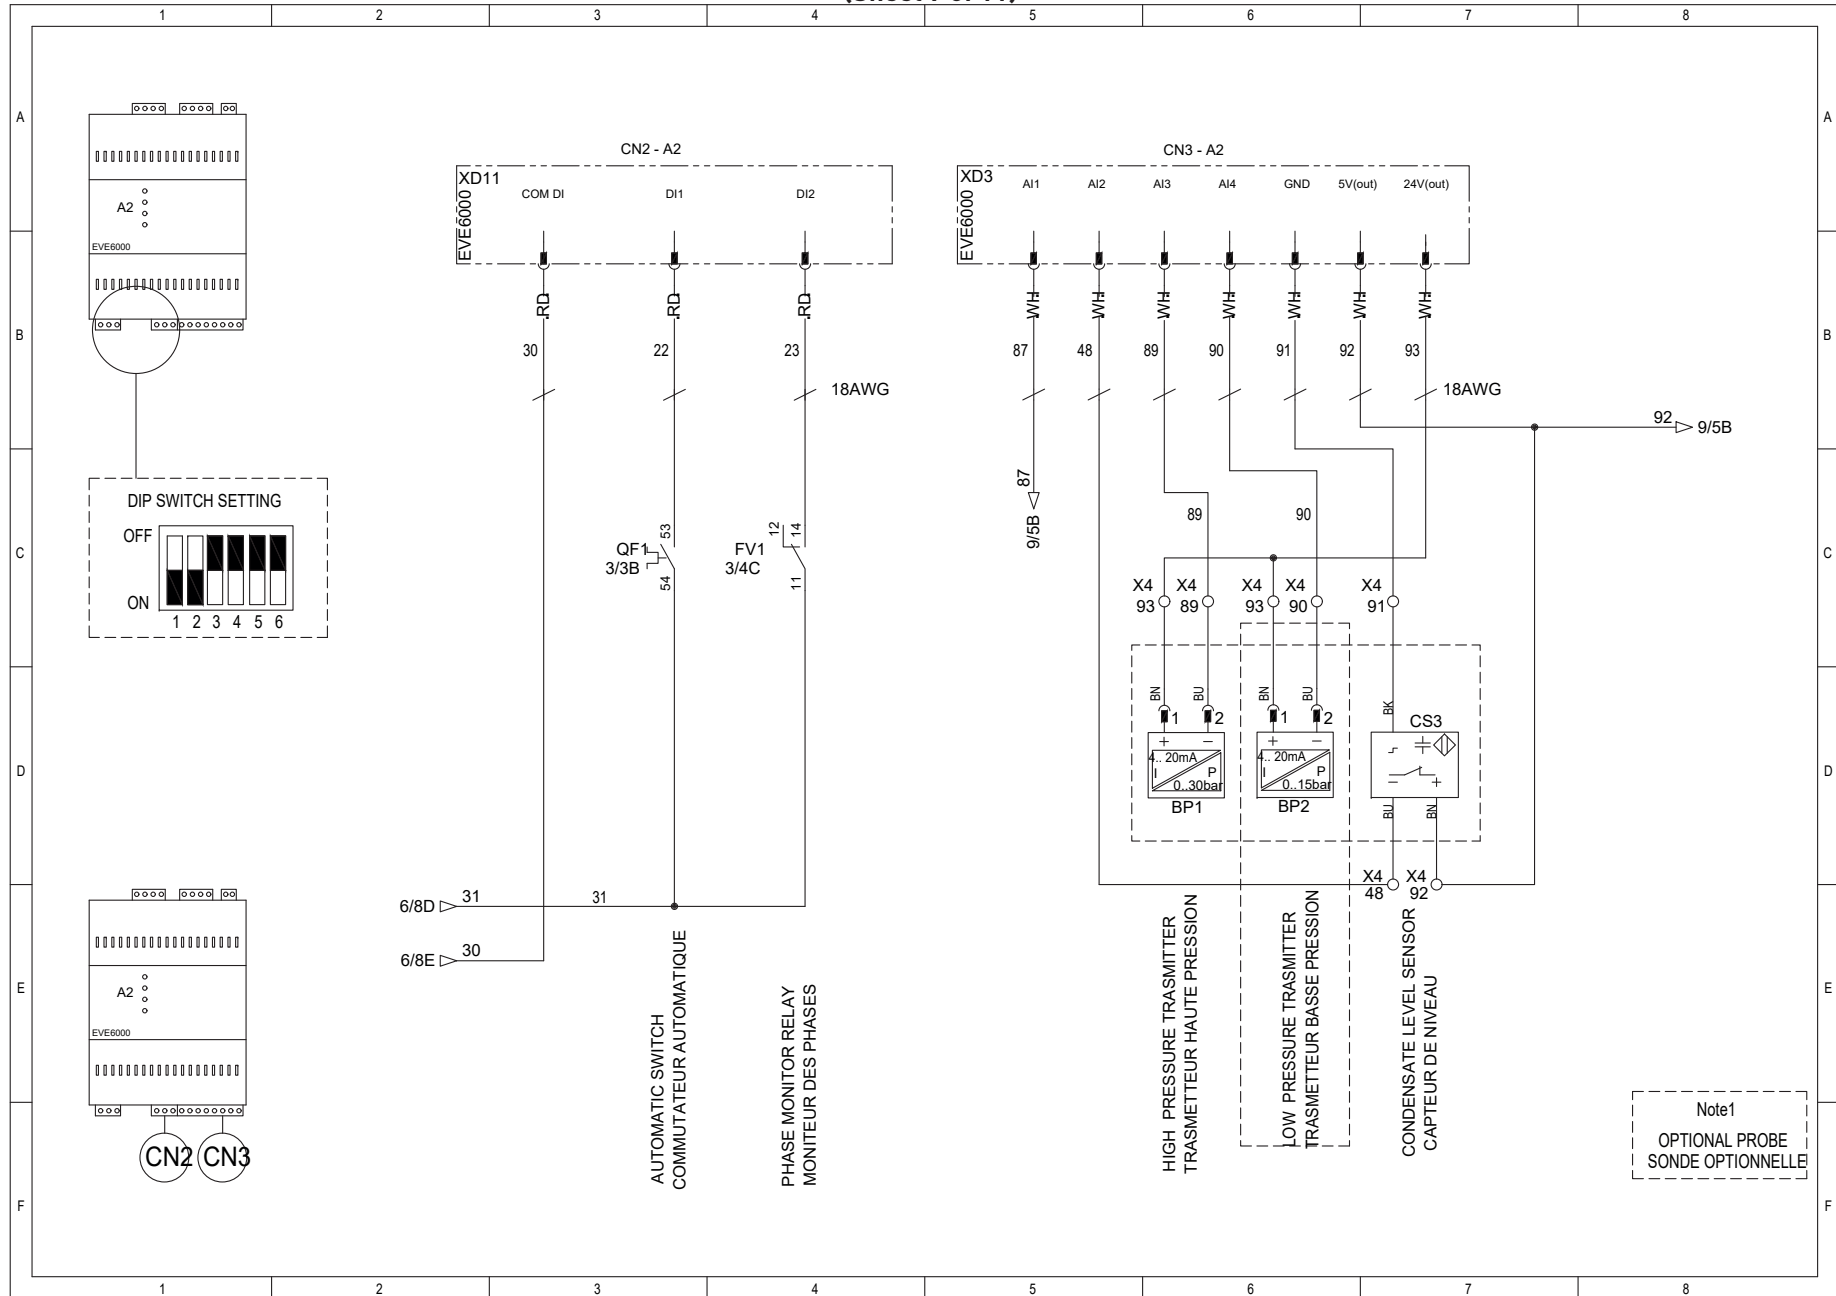 1 2 3 4 5 6 7 8
A
A
B
B
C
C
D
D
E
E
F
F
1 2 3 4 5 6 7 8
A2
EVE6000
DIP SWITCH SETTING
OFF
ON
1 2 3 4 5 6
A2
EVE6000
CN2 CN3
CN2 - A2
XD11
EVE6000
COM DI DI1 DI2
RD RD RD
30 22 23
18AWG
QF1
3/3B
53
54
FV1
3/4C
12 14
11
6/8D 31 31
6/8E 30
AUTOMATIC SWITCH
COMMUTATEUR AUTOMATIQUE
PHASE MONITOR RELAY
MONITEUR DES PHASES
CN3 - A2
XD3
EVE6000
AI1 AI2 AI3 AI4 GND 5V(out) 24V(out)
WH WH WH WH WH WH WH
87 48 89 90 91 92 93
18AWG
92 9/5B
87
9/5B
89 90
X4 X4 X4 X4 X4
93 89 93 90 91
BN BU BN BU BK
1 2 1 2
CS3
+ − + −
4.. 20mA 4.. 20mA
I P I P
0..30bar 0..15bar
− +
BP1 BP2
BU BN
X4 X4
48 92
HIGH PRESSURE TRASMITTER
TRASMETTEUR HAUTE PRESSION
LOW PRESSURE TRASMITTER
TRASMETTEUR BASSE PRESSION
CONDENSATE LEVEL SENSOR
CAPTEUR DE NIVEAU
Note1
OPTIONAL PROBE
SONDE OPTIONNELLE